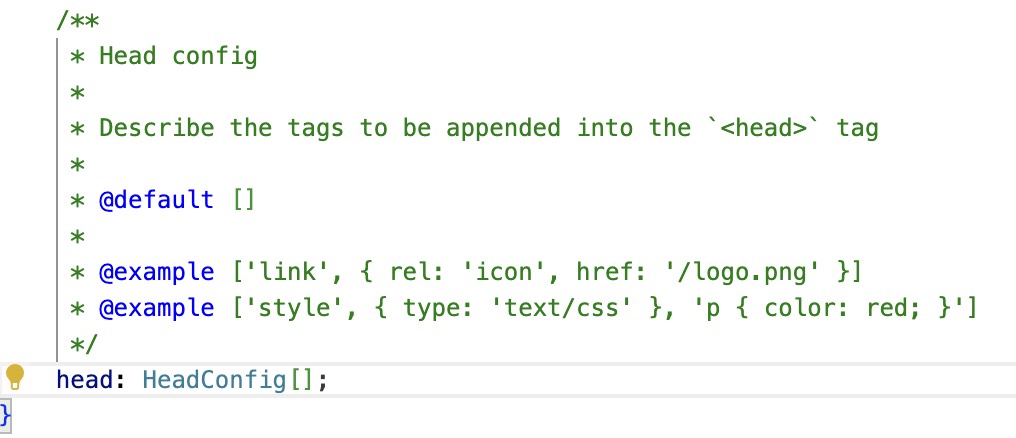 /**
* Head config
*
* Describe the tags to be appended into the `<head>` tag
*
* @default []
*
* @example ['link', { rel: 'icon', href: '/logo.png' }]
* @example ['style', { type: 'text/css' }, 'p { color: red; }']
*/
head: HeadConfig[];
}